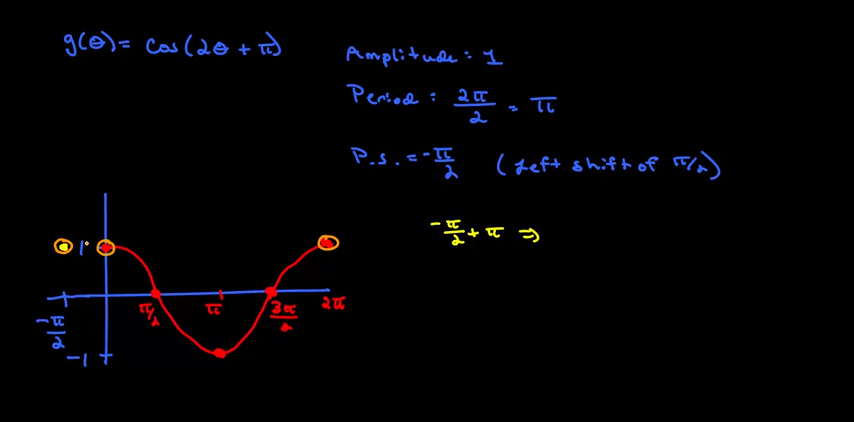 g(θ) = cos(2θ + π)
Amplitude: 1
Period: 2π/2 = π
P.s. = -π/2 (Left shift of π/2)
-π/2 + π ⇒
1
-π/2 π/2 π 3π/2 2π
-1